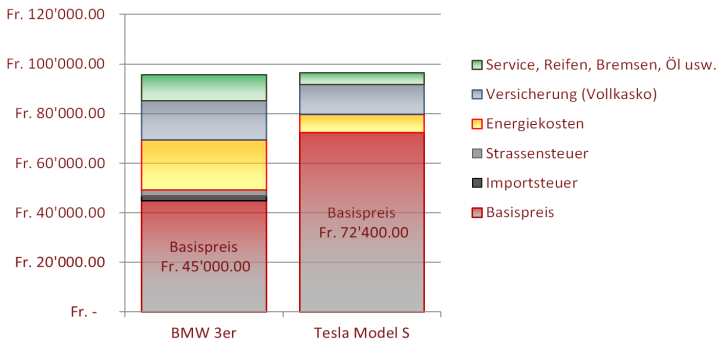 Fr. 120'000.00
Fr. 100'000.00
Fr. 80'000.00
Fr. 60'000.00
Fr. 40'000.00
Fr. 20'000.00
Fr. -
Basispreis
Fr. 45'000.00
Basispreis
Fr. 72'400.00
BMW 3er
Tesla Model S
Service, Reifen, Bremsen, Öl usw.
Versicherung (Vollkasko)
Energiekosten
Strassensteuer
Importsteuer
Basispreis